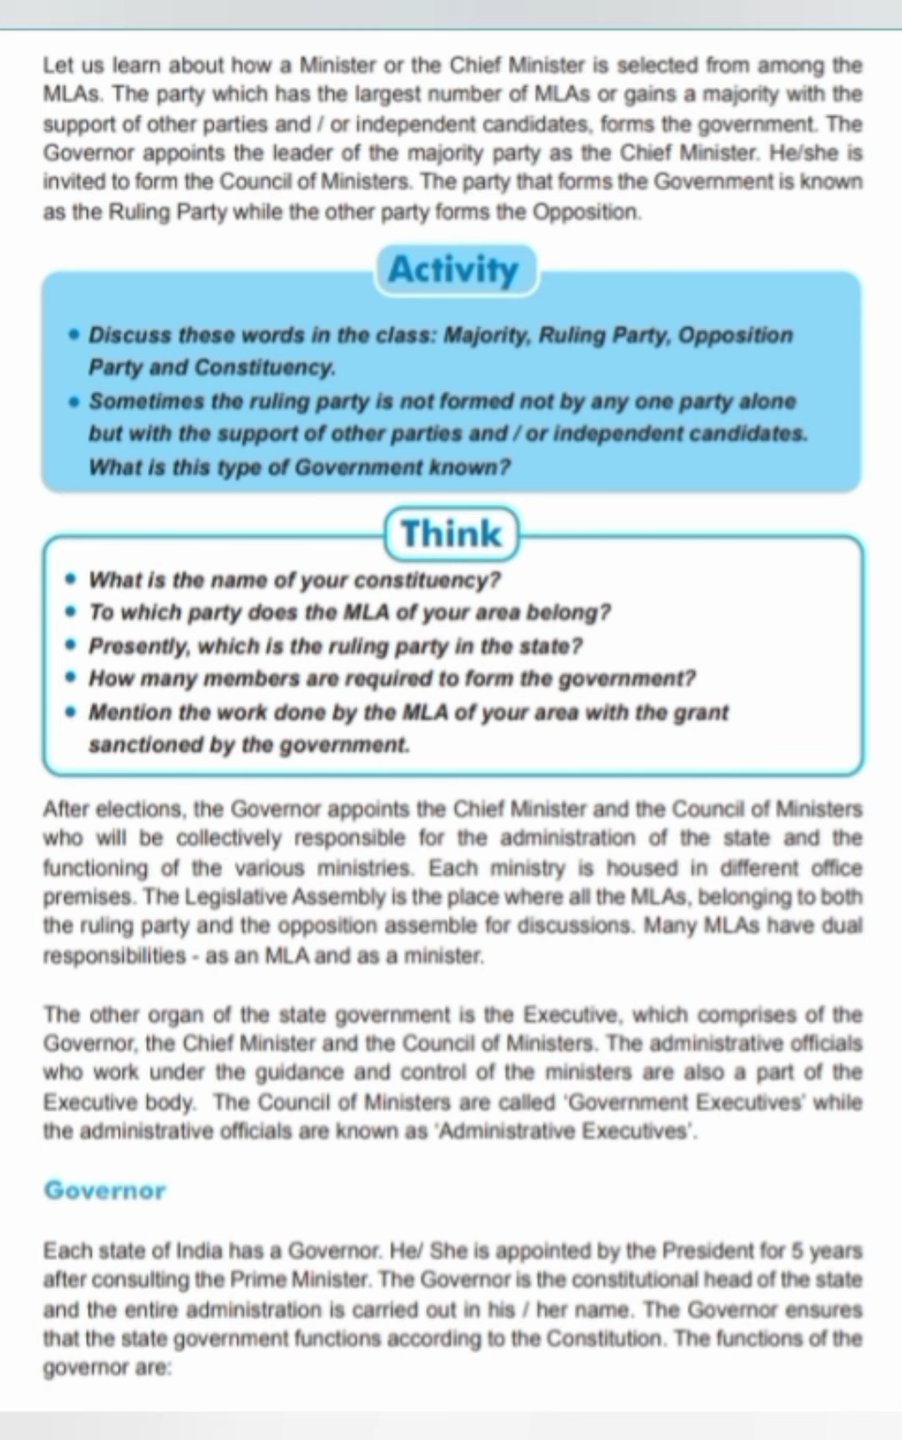 Let us learn about how a Minister or the Chief Minister is selected from among the
MLAs. The party which has the largest number of MLAs or gains a majority with the
support of other parties and / or independent candidates, forms the government. The
Governor appoints the leader of the majority party as the Chief Minister. He/she is
invited to form the Council of Ministers. The party that forms the Government is known
as the Ruling Party while the other party forms the Opposition.
Activity
• Discuss these words in the class: Majority, Ruling Party, Opposition
Party and Constituency.
• Sometimes the ruling party is not formed not by any one party alone
but with the support of other parties and / or independent candidates.
What is this type of Government known?
Think
• What is the name of your constituency?
• To which party does the MLA of your area belong?
• Presently, which is the ruling party in the state?
• How many members are required to form the government?
• Mention the work done by the MLA of your area with the grant
sanctioned by the government.
After elections, the Governor appoints the Chief Minister and the Council of Ministers
who will be collectively responsible for the administration of the state and the
functioning of the various ministries. Each ministry is housed in different office
premises. The Legislative Assembly is the place where all the MLAs, belonging to both
the ruling party and the opposition assemble for discussions. Many MLAs have dual
responsibilities - as an MLA and as a minister.
The other organ of the state government is the Executive, which comprises of the
Governor, the Chief Minister and the Council of Ministers. The administrative officials
who work under the guidance and control of the ministers are also a part of the
Executive body. The Council of Ministers are called 'Government Executives' while
the administrative officials are known as 'Administrative Executives'.
Governor
Each state of India has a Governor. He/ She is appointed by the President for 5 years
after consulting the Prime Minister. The Governor is the constitutional head of the state
and the entire administration is carried out in his / her name. The Governor ensures
that the state government functions according to the Constitution. The functions of the
governor are: